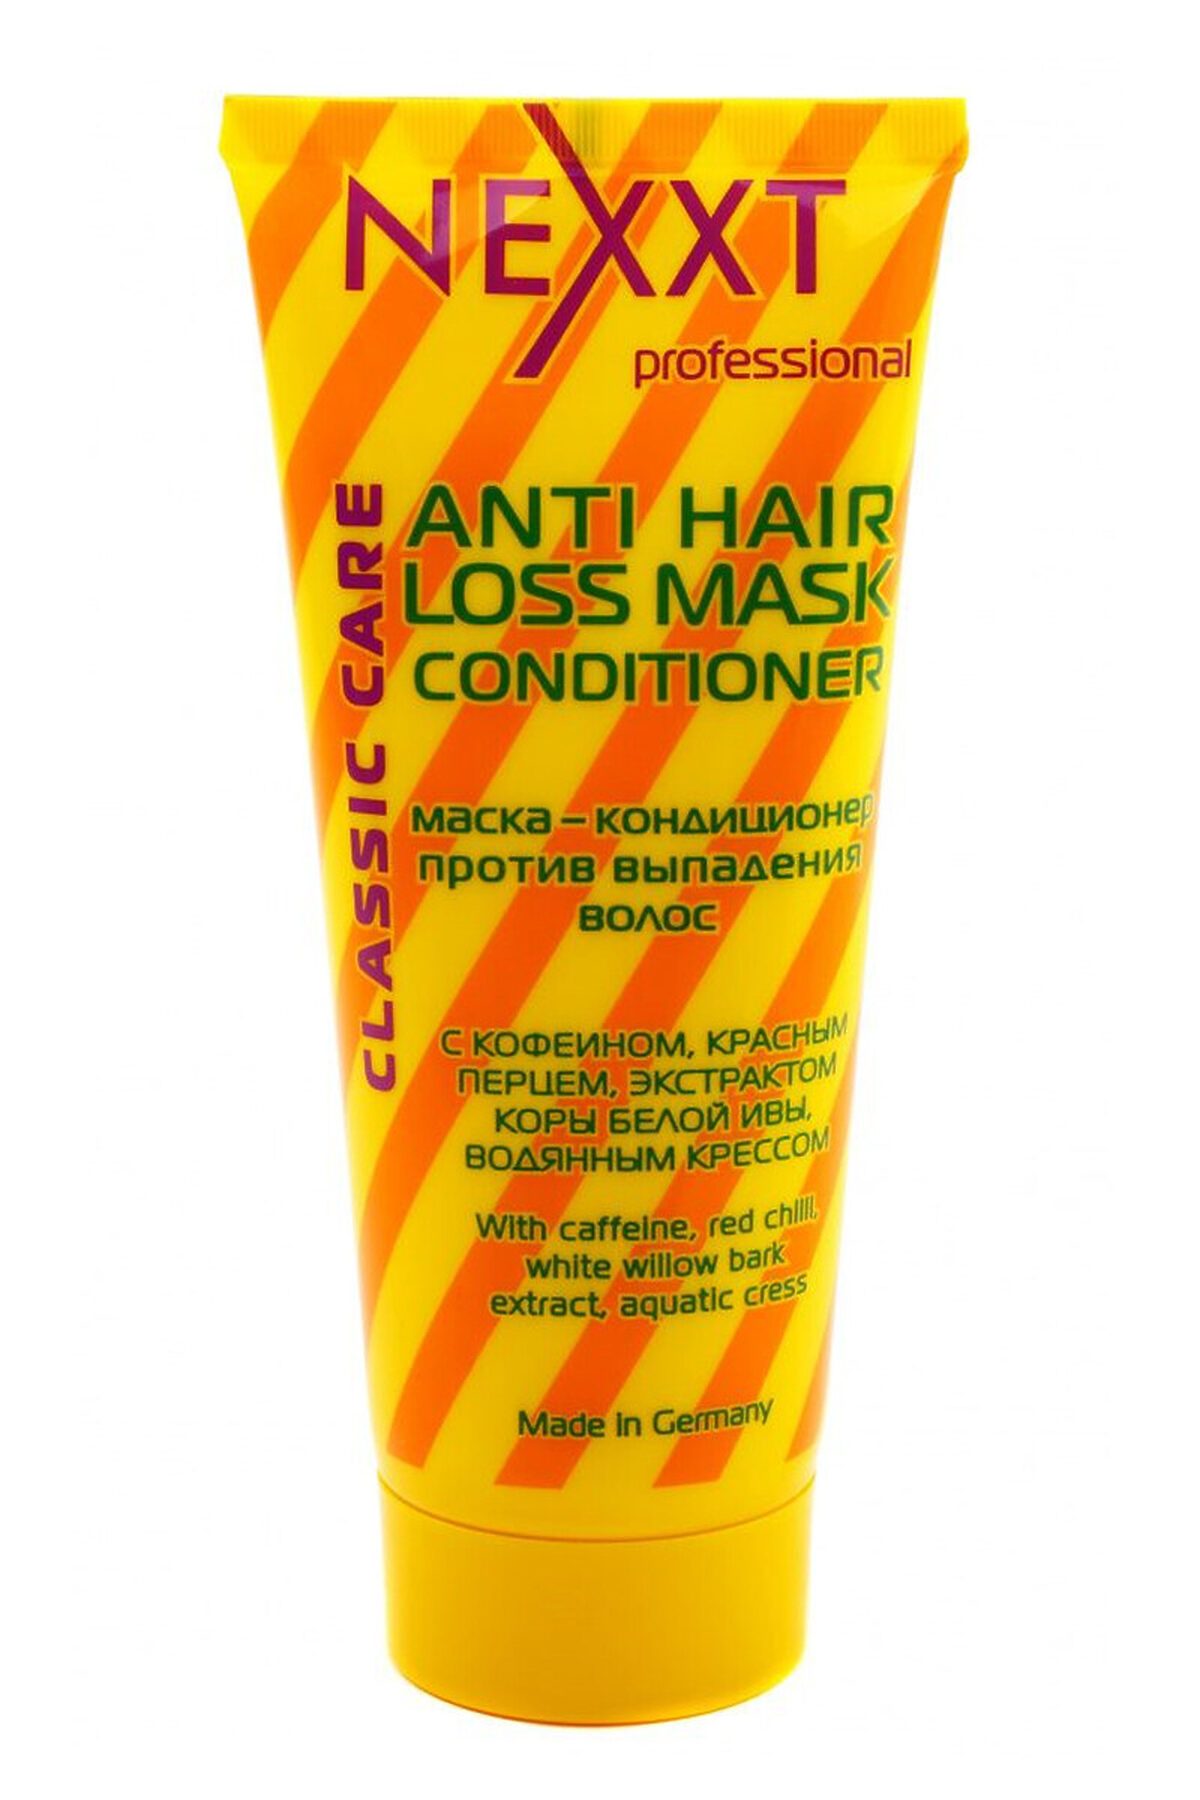 NEXXT
professional
CLASSIC CARE
ANTI HAIR
LOSS MASK
CONDITIONER
маска – кондиционер
против выпадения
волос
С КОФЕИНОМ, КРАСНЫМ
ПЕРЦЕМ, ЭКСТРАКТОМ
КОРЫ БЕЛОЙ ИВЫ,
ВОДЯННЫМ КРЕССОМ
With caffeine, red chilli,
white willow bark
extract, aquatic cress
Made in Germany